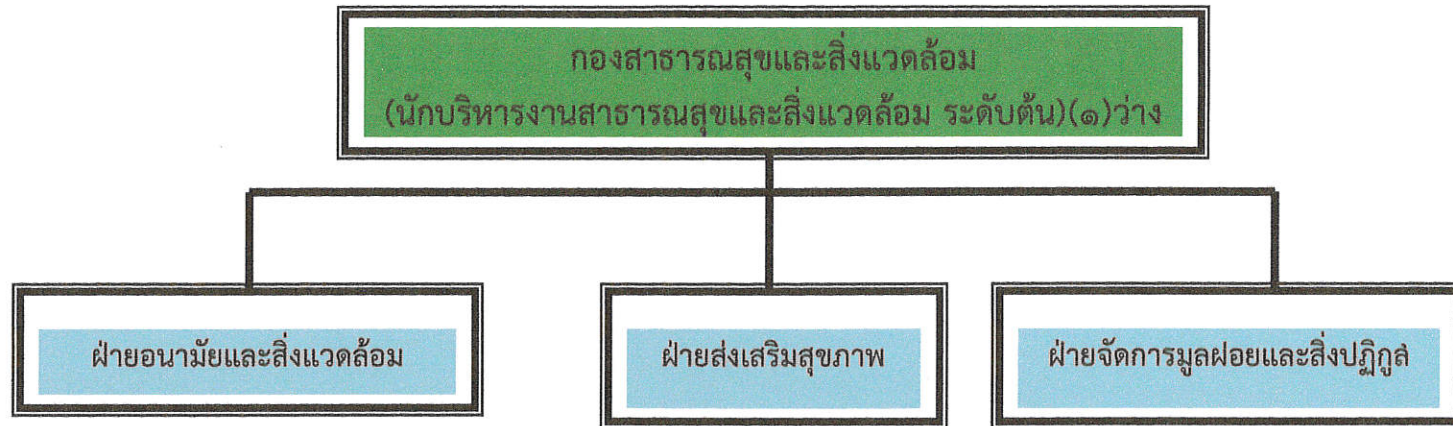 กองสาธารณสุขและสิ่งแวดล้อม
(นักบริหารงานสาธารณสุขและสิ่งแวดล้อม ระดับต้น)(๑)ว่าง
ฝ่ายอนามัยและสิ่งแวดล้อม
ฝ่ายส่งเสริมสุขภาพ
ฝ่ายจัดการมูลฝอยและสิ่งปฏิกูล